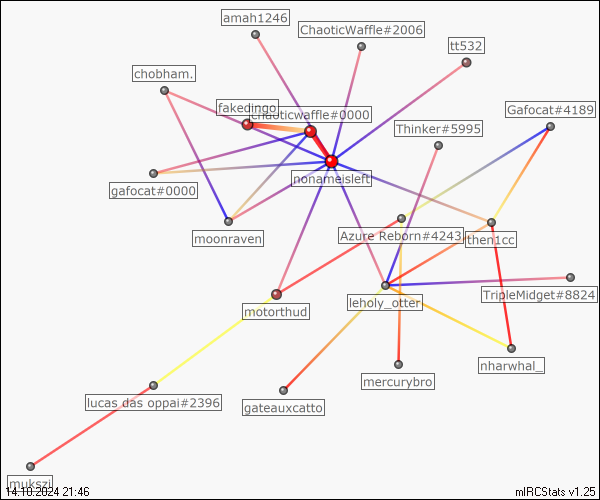 amah1246
ChaoticWaffle#2006
tt532
chobham.
fakedingo
chaoticwaffle#0000
Gafocat#4189
Thinker#5995
nonameisleft
gafocat#0000
moonraven
Azure Reborn#4243
then1cc
leholy_otter
TripleMidget#8824
motorthud
nharwhal_
mercurybro
lucas das oppai#2396
gateauxcatto
mukszi
14.10.2024 21:46
mIRCStats v1.25